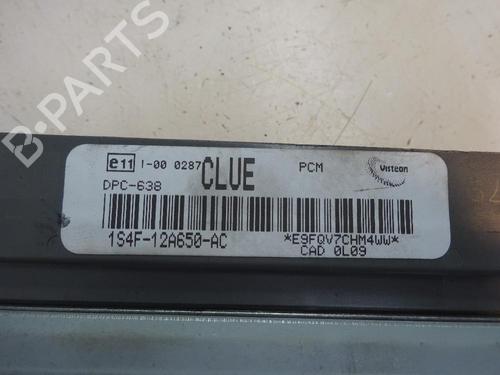 e11 I-00 0287 CLUE PCM Visteon
DPC-638
1S4F-12A650-AC *E9FQV7CHM4WW*
CAD 0L09
B-PARTS